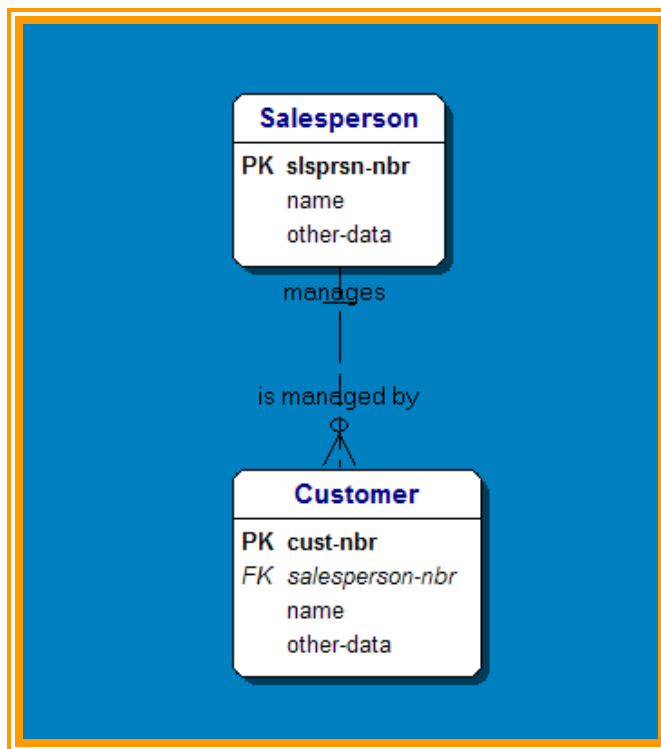 Salesperson
PK slsprsn-nbr
name
other-data
manages
is managed by
Customer
PK cust-nbr
FK salesperson-nbr
name
other-data